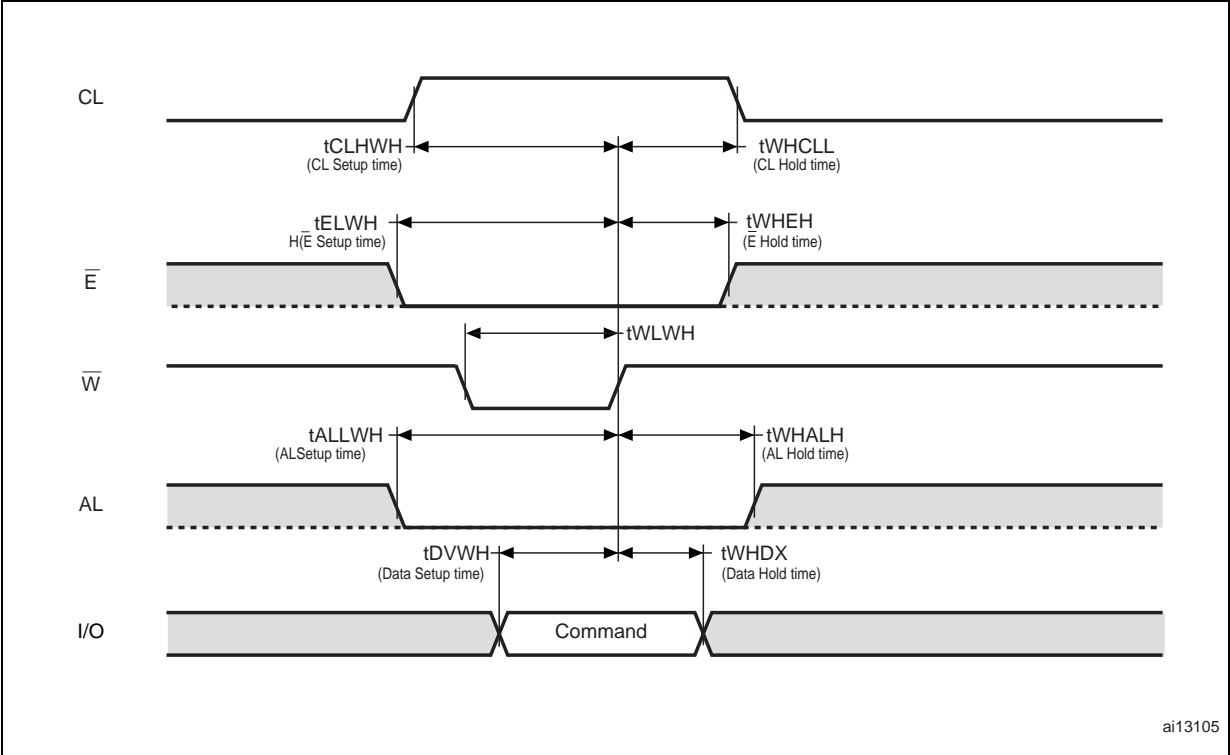 CL
tCLHWH
(CL Setup time)
tWHCLL
(CL Hold time)
tELWH
H(E̅ Setup time)
tWHEH
(E̅ Hold time)
E̅
tWLWH
W̅
tALLWH
(ALSetup time)
tWHALH
(AL Hold time)
AL
tDVWH
(Data Setup time)
tWHDX
(Data Hold time)
I/O
Command
ai13105